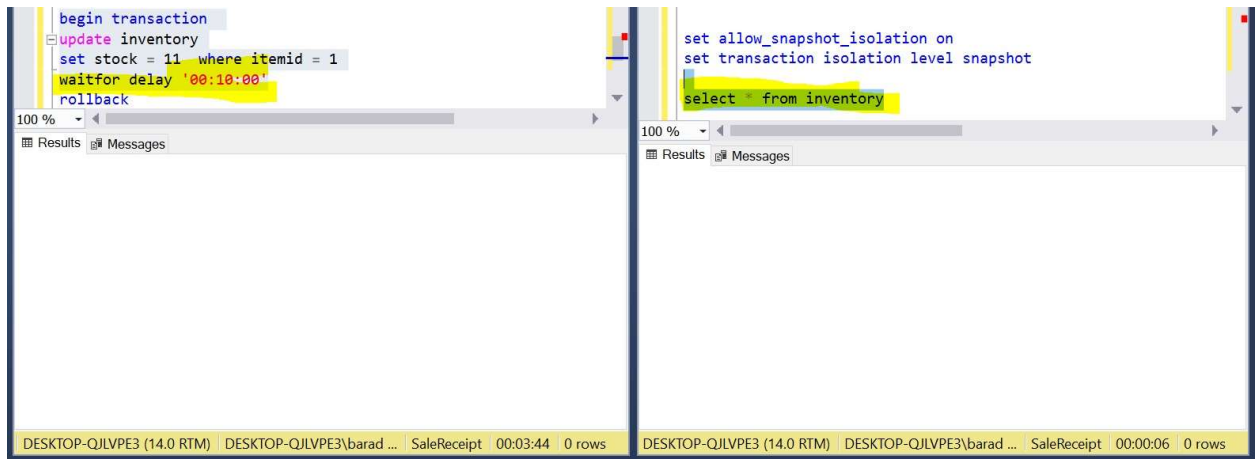 begin transaction
update inventory
set stock = 11  where itemid = 1
waitfor delay '00:10:00'
rollback
100 %
Results Messages
DESKTOP-QJLVPE3 (14.0 RTM) DESKTOP-QJLVPE3\barad ... SaleReceipt 00:03:44 0 rows
set allow_snapshot_isolation on
set transaction isolation level snapshot
select * from inventory
100 %
Results Messages
DESKTOP-QJLVPE3 (14.0 RTM) DESKTOP-QJLVPE3\barad ... SaleReceipt 00:00:06 0 rows